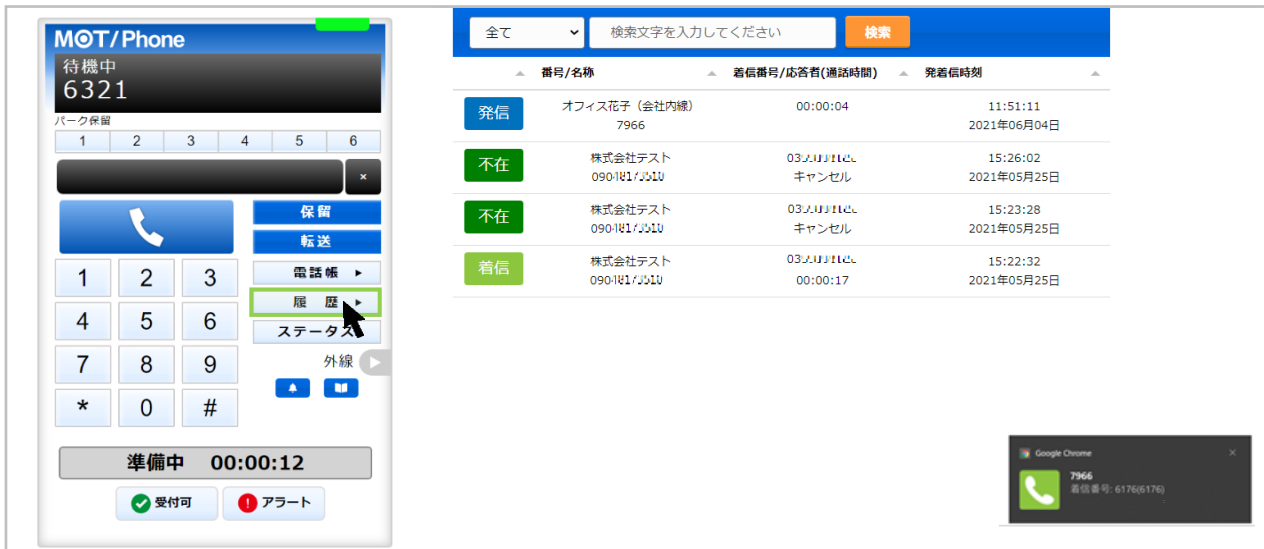 MOT/Phone
待機中
6321
パーク保留
1 2 3 4 5 6
×
保留
転送
1 2 3
電話帳
履 歴
4 5 6
ステータス
7 8 9
外線
* 0 #
準備中 00:00:12
受付可
アラート
全て
検索文字を入力してください
検索
番号/名称 着信番号/応答者(通話時間) 発着信時刻
発信
オフィス花子（会社内線） 00:00:04 11:51:11
7966 2021年06月04日
不在
株式会社テスト 15:26:02
キャンセル 2021年05月25日
不在
株式会社テスト 15:23:28
キャンセル 2021年05月25日
着信
株式会社テスト 15:22:32
00:00:17 2021年05月25日
Google Chrome ×
7966
着信番号: 6176(6176)